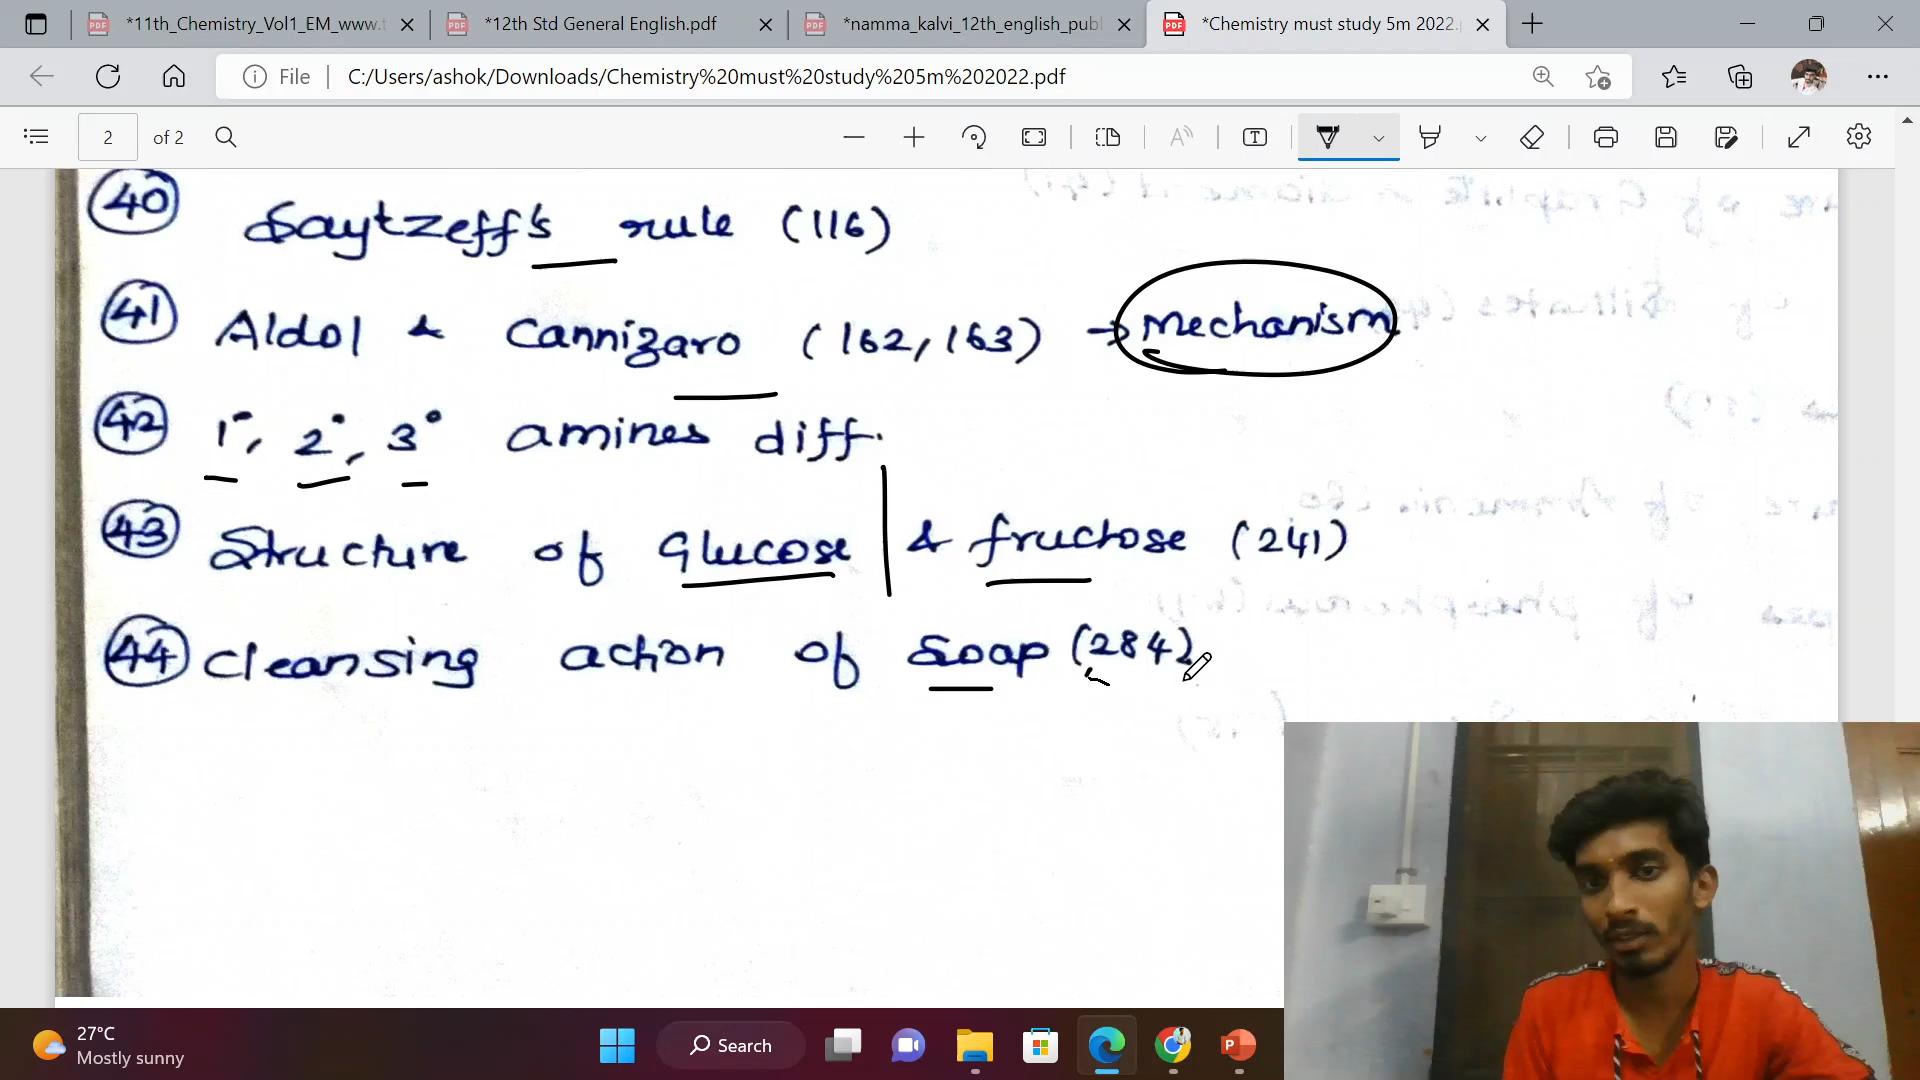 *11th_Chemistry_Vol1_EM_www.t
*12th Std General English.pdf
*namma_kalvi_12th_english_publ
*Chemistry must study 5m 2022.
File
C:/Users/ashok/Downloads/Chemistry%20must%20study%205m%202022.pdf
2 of 2
40 Saytzeff's rule (116)
41 Aldol & Cannizaro (162, 163) → Mechanism
42 1°, 2°, 3° amines diff.
43 Structure of Glucose & fructose (241)
44 Cleansing action of Soap (284)
27°C
Mostly sunny
Search